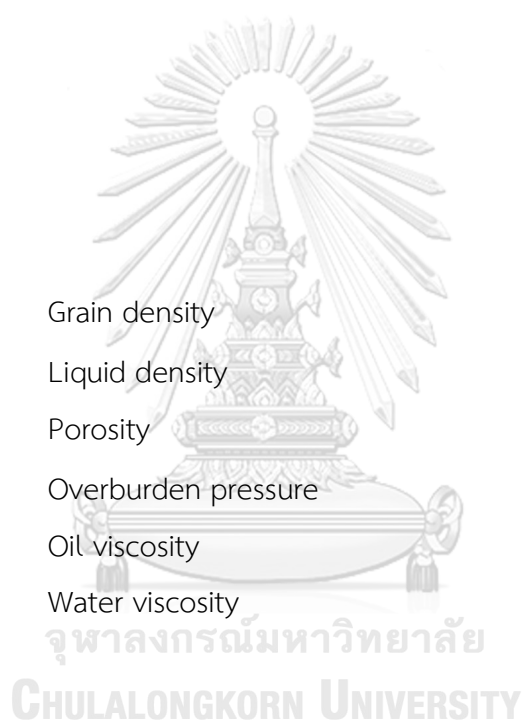 Grain density
Liquid density
Porosity
Overburden pressure
Oil viscosity
Water viscosity
จุฬาลงกรณ์มหาวิทยาลัย
CHULALONGKORN UNIVERSITY